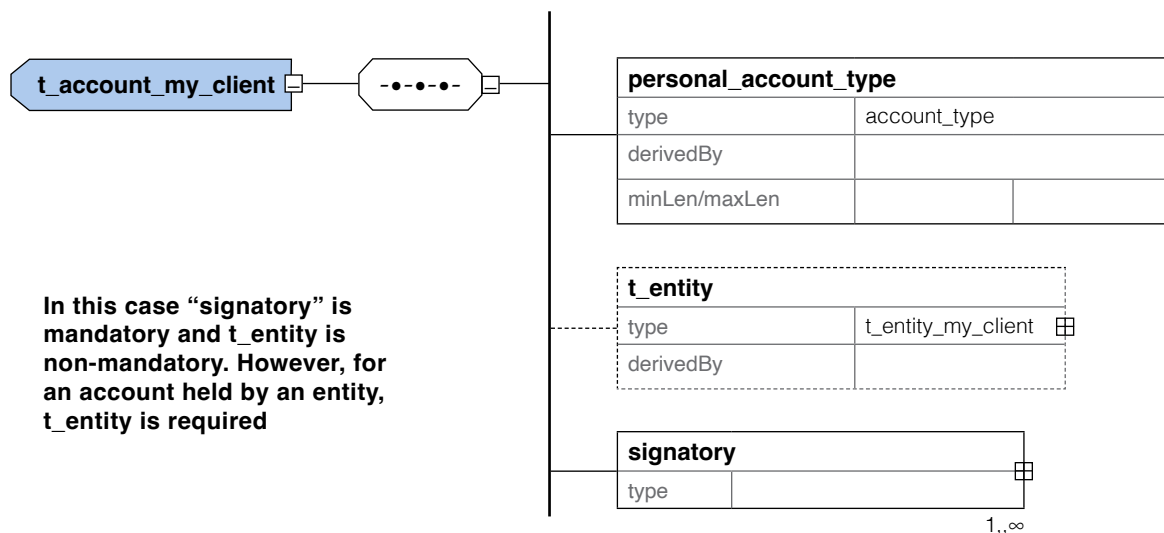 t_account_my_client
personal_account_type
type account_type
derivedBy
minLen/maxLen
t_entity
type t_entity_my_client
derivedBy
In this case “signatory” is
mandatory and t_entity is
non-mandatory. However, for
an account held by an entity,
t_entity is required
signatory
type
1,,∞